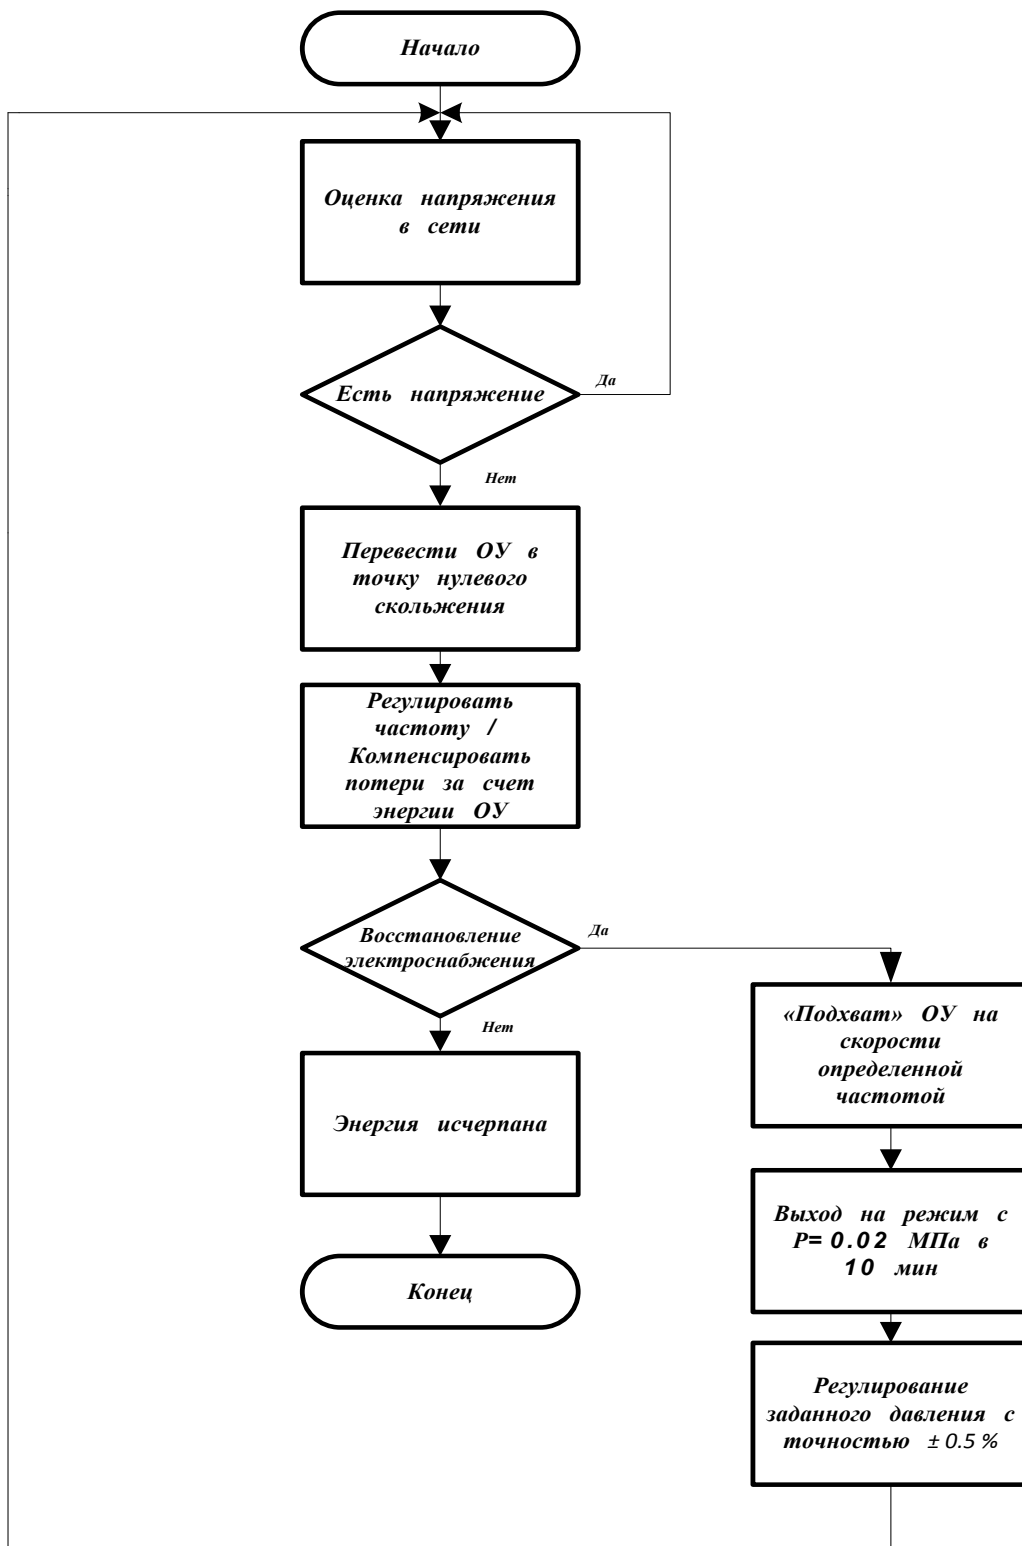 Начало
Оценка напряжения
в сети
Есть напряжение
Да
Нет
Перевести ОУ в
точку нулевого
скольжения
Регулировать
частоту /
Компенсировать
потери за счет
энергии ОУ
Восстановление
электроснабжения
Да
Нет
Энергия исчерпана
Конец
«Подхват» ОУ на
скорости
определенной
частотой
Выход на режим с
P= 0.02 МПа в
10 мин
Регулирование
заданного давления с
точностью ± 0.5 %